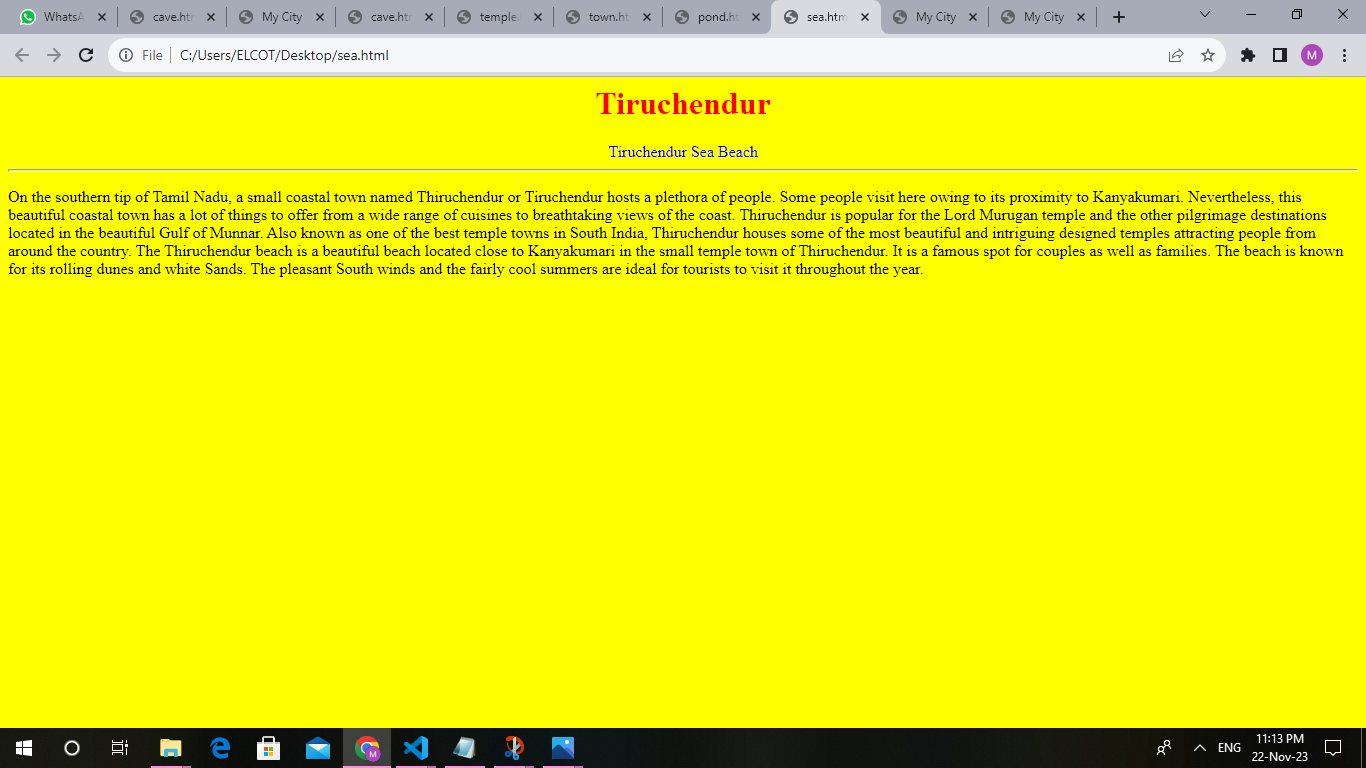 WhatsA
cave.htm
My City
cave.htm
temple.
town.ht
pond.ht
sea.htm
My City
My City
File
C:/Users/ELCOT/Desktop/sea.html
M
Tiruchendur
Tiruchendur Sea Beach
On the southern tip of Tamil Nadu, a small coastal town named Thiruchendur or Tiruchendur hosts a plethora of people. Some people visit here owing to its proximity to Kanyakumari. Nevertheless, this
beautiful coastal town has a lot of things to offer from a wide range of cuisines to breathtaking views of the coast. Thiruchendur is popular for the Lord Murugan temple and the other pilgrimage destinations
located in the beautiful Gulf of Munnar. Also known as one of the best temple towns in South India, Thiruchendur houses some of the most beautiful and intriguing designed temples attracting people from
around the country. The Thiruchendur beach is a beautiful beach located close to Kanyakumari in the small temple town of Thiruchendur. It is a famous spot for couples as well as families. The beach is known
for its rolling dunes and white Sands. The pleasant South winds and the fairly cool summers are ideal for tourists to visit it throughout the year.
M
ENG
11:13 PM
22-Nov-23